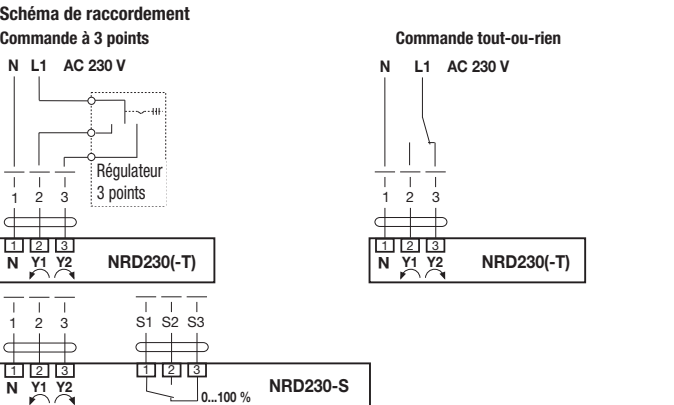 Schéma de raccordement
Commande à 3 points
N L1 AC 230 V
Régulateur
3 points
1 2 3
1 2 3
N Y1 Y2 NRD230(-T)
Commande tout-ou-rien
N L1 AC 230 V
1 2 3
1 2 3
N Y1 Y2 NRD230(-T)
1 2 3 S1 S2 S3
1 2 3 1 2 3
N Y1 Y2 0...100 % NRD230-S